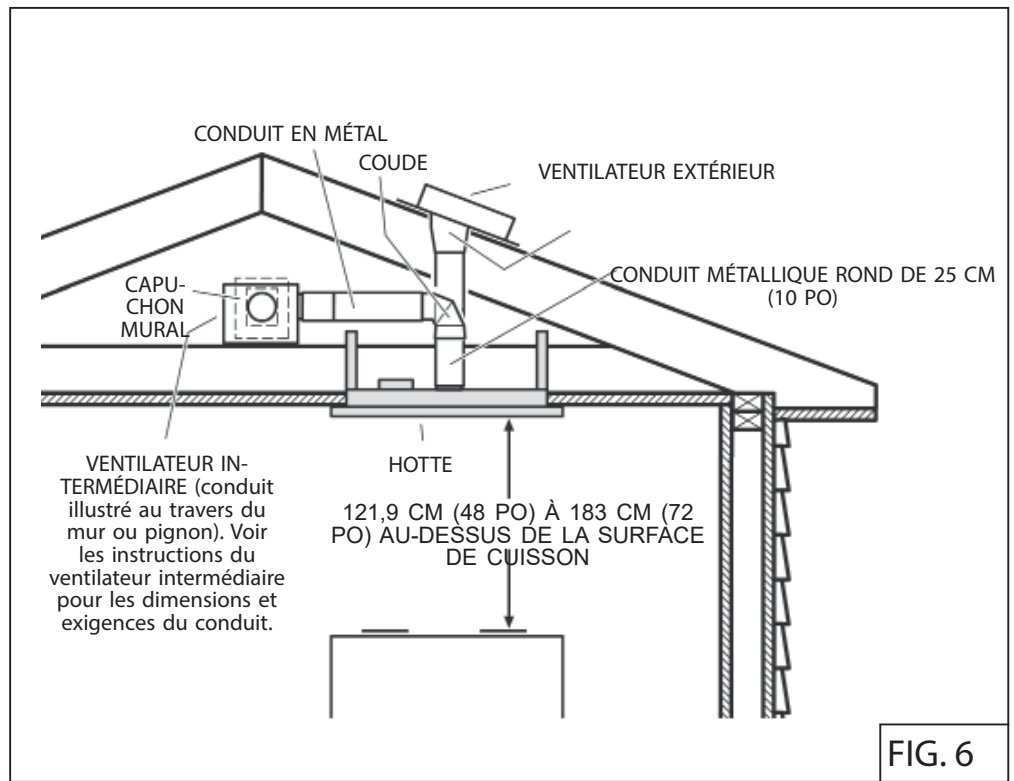 CONDUIT EN MÉTAL
COUDE
VENTILATEUR EXTÉRIEUR
CAPU-
CHON
MURAL
CONDUIT MÉTALLIQUE ROND DE 25 CM
(10 PO)
VENTILATEUR IN-
TERMÉDIAIRE (conduit
illustré au travers du
mur ou pignon). Voir
les instructions du
ventilateur intermédiaire
pour les dimensions et
exigences du conduit.
HOTTE
121,9 CM (48 PO) À 183 CM (72
PO) AU-DESSUS DE LA SURFACE
DE CUISSON
FIG. 6